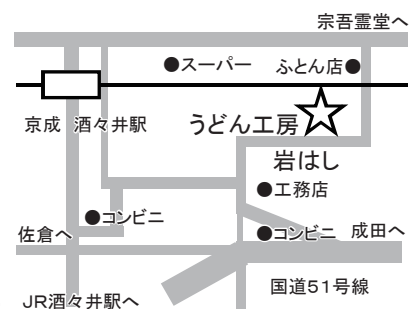 宗吾霊堂へ
●スーパー
ふとん店●
京成 酒々井駅
うどん工房
岩はし
●工務店
●コンビニ
佐倉へ
●コンビニ
成田へ
国道51号線
JR酒々井駅へ